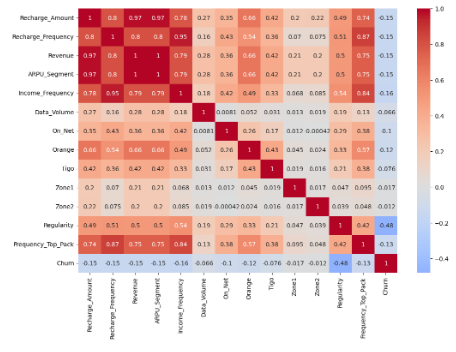 Recharge_Amount 1 0.8 0.97 0.97 0.78 0.27 0.35 0.66 0.42 0.2 0.22 0.49 0.74 -0.15
Recharge_Frequency 0.8 1 0.8 0.8 0.95 0.16 0.43 0.54 0.36 0.07 0.075 0.51 0.87 -0.15
Revenue 0.97 0.8 1 1 0.79 0.28 0.36 0.66 0.42 0.21 0.2 0.5 0.75 -0.15
ARPU_Segment 0.97 0.8 1 1 0.79 0.28 0.36 0.66 0.42 0.21 0.2 0.5 0.75 -0.15
Income_Frequency 0.78 0.95 0.79 0.79 1 0.18 0.42 0.49 0.33 0.068 0.085 0.54 0.84 -0.16
Data_Volume 0.27 0.16 0.28 0.28 0.18 1 0.0081 0.052 0.031 0.013 0.019 0.19 0.13 -0.066
On_Net 0.35 0.43 0.36 0.36 0.42 0.0081 1 0.26 0.17 0.012 0.00042 0.29 0.38 -0.1
Orange 0.66 0.54 0.66 0.66 0.49 0.052 0.26 1 0.43 0.045 0.024 0.33 0.57 -0.12
Tigo 0.42 0.36 0.42 0.42 0.33 0.031 0.17 0.43 1 0.019 0.016 0.21 0.38 -0.076
Zone1 0.2 0.07 0.21 0.21 0.068 0.013 0.012 0.045 0.019 1 0.017 0.047 0.095 -0.017
Zone2 0.22 0.075 0.2 0.2 0.085 0.019 -0.00042 0.024 0.016 0.017 1 0.039 0.048 -0.012
Regularity 0.49 0.51 0.5 0.5 0.54 0.19 0.29 0.33 0.21 0.047 0.039 1 0.42 -0.48
Frequency_Top_Pack 0.74 0.87 0.75 0.75 0.84 0.13 0.38 0.57 0.38 0.095 0.048 0.42 1 -0.13
Churn -0.15 -0.15 -0.15 -0.15 -0.16 -0.066 -0.1 -0.12 -0.076 -0.017 -0.012 -0.48 -0.13 1
Recharge_Amount Recharge_Frequency Revenue ARPU_Segment Income_Frequency Data_Volume On_Net Orange Tigo Zone1 Zone2 Regularity Frequency_Top_Pack Churn
1.0
0.8
0.6
0.4
0.2
0.0
-0.2
-0.4